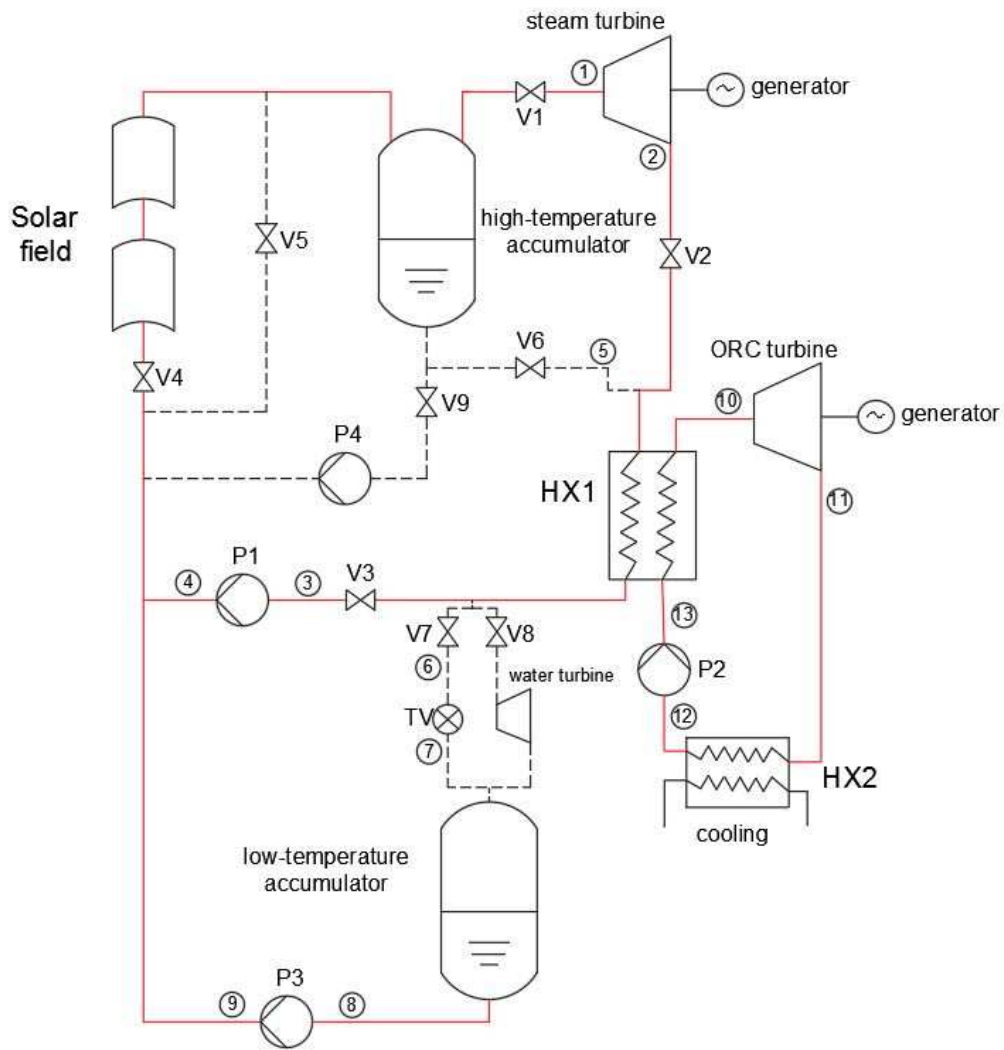 steam turbine
①
generator
V1
②
Solar
field
V5
high-temperature
accumulator
V2
V6
⑤
ORC turbine
V4
V9
⑩
generator
P4
HX1
⑪
P1
④
③
V3
⑬
V7
V8
⑥
water turbine
P2
TV
⑫
⑦
HX2
cooling
low-temperature
accumulator
P3
⑨
⑧